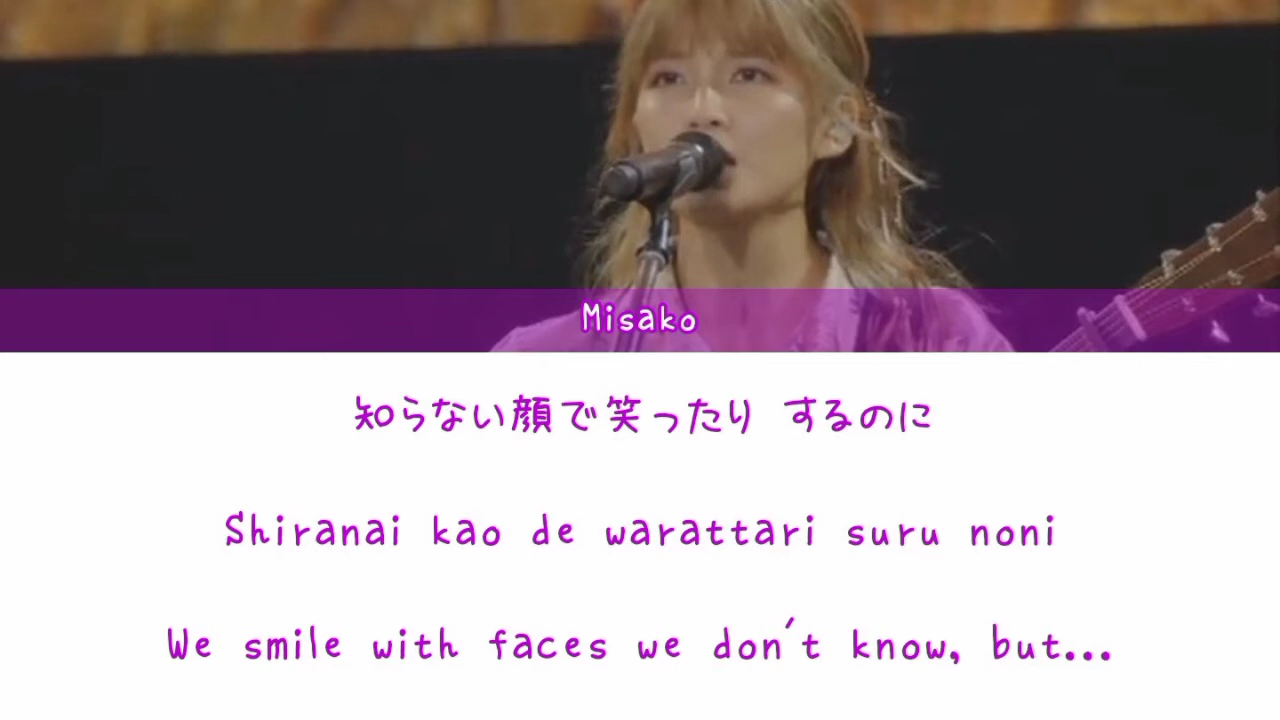 Misako
知らない顔で笑ったり するのに
Shiranai kao de warattari suru noni
We smile with faces we don't know, but...